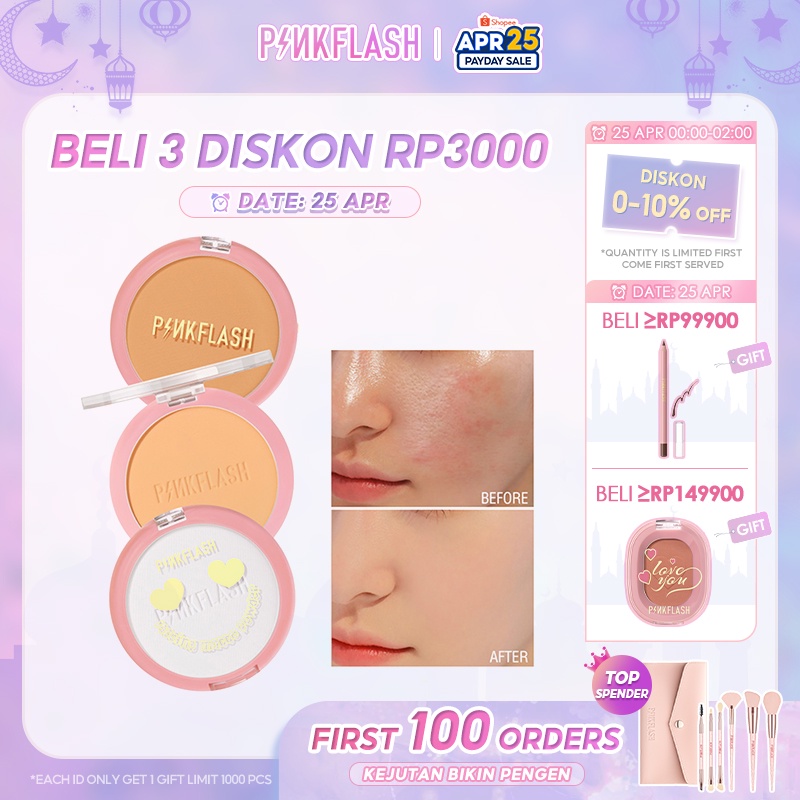 PINKFLASH
Shopee
APR 25
PAYDAY SALE
BELI 3 DISKON RP3000
DATE: 25 APR
PINKFLASH
PINKFLASH
PINKFLASH
PINKFLASH
BEFORE
AFTER
25 APR 00:00-02:00
DISKON
0-10% OFF
*QUANTITY IS LIMITED FIRST
COME FIRST SERVED
DATE: 25 APR
BELI ≥RP99900
GIFT
BELI ≥RP149900
GIFT
love
you
PINKFLASH
TOP
SPENDER
PINKFLASH
FIRST 100 ORDERS
KEJUTAN BIKIN PENGEN
*EACH ID ONLY GET 1 GIFT LIMIT 1000 PCS